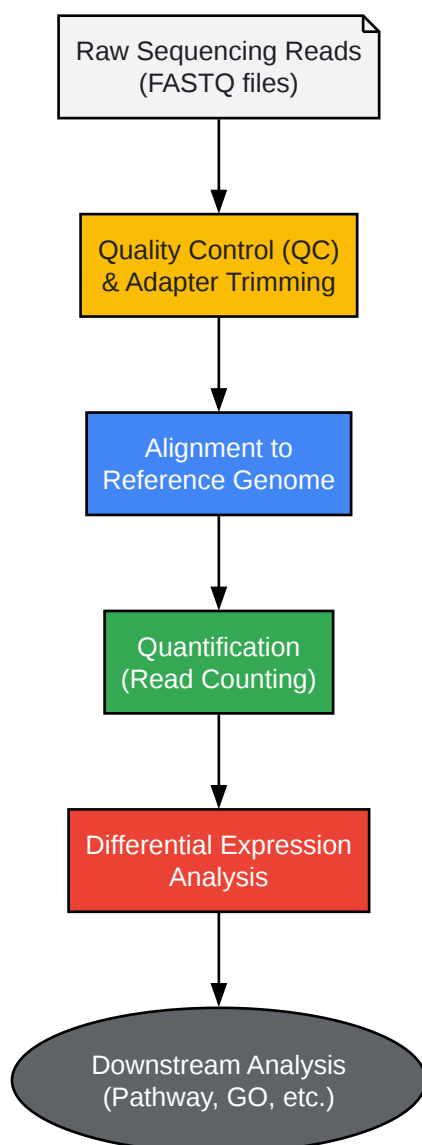 Raw Sequencing Reads
(FASTQ files)
Quality Control (QC)
& Adapter Trimming
Alignment to
Reference Genome
Quantification
(Read Counting)
Differential Expression
Analysis
Downstream Analysis
(Pathway, GO, etc.)